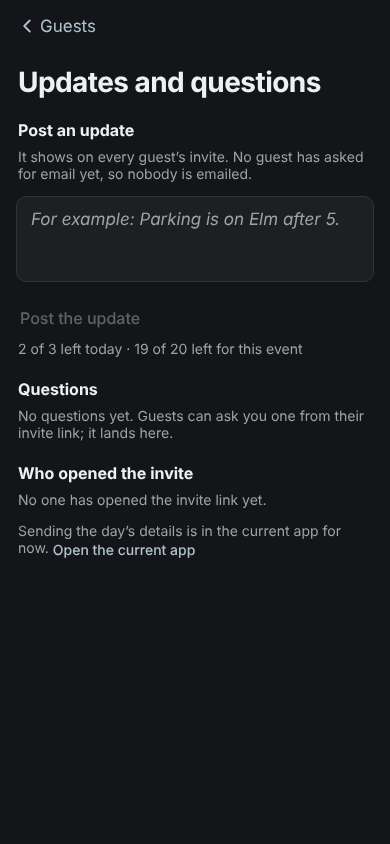 Guests
Updates and questions
Post an update
It shows on every guest’s invite. No guest has asked
for email yet, so nobody is emailed.
For example: Parking is on Elm after 5.
Post the update
2 of 3 left today · 19 of 20 left for this event
Questions
No questions yet. Guests can ask you one from their
invite link; it lands here.
Who opened the invite
No one has opened the invite link yet.
Sending the day’s details is in the current app for
now. Open the current app